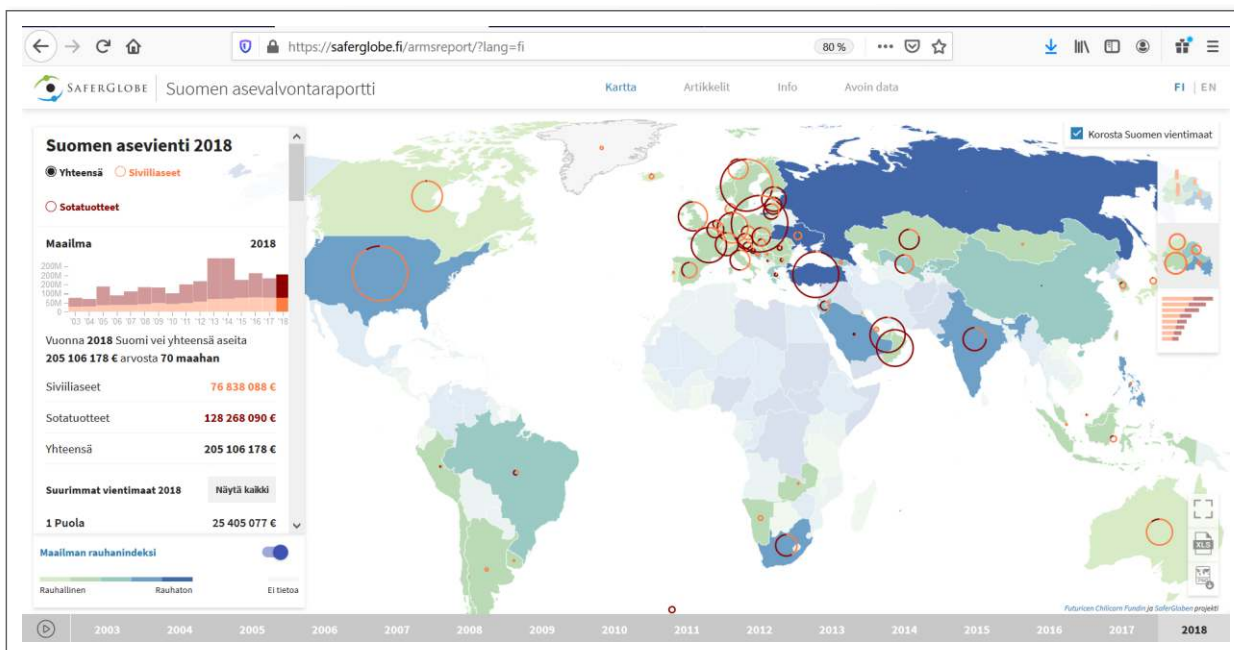 https://saferglobe.fi/armsreport/?lang=fi
80 %
SAFERGLOBE
Suomen asevalvontaraportti
Kartta
Artikkelit
Info
Avoin data
FI | EN
Suomen asevienti 2018
Yhteensä
Siviiliaseet
Sotatuotteet
Korosta Suomen vientimaat
Maailma
2018
200M
200M
100M
50M
0
'03 '04 '05 '06 '07 '08 '09 '10 '11 '12 '13 '14 '15 '16 '17 '18
Vuonna 2018 Suomi vei yhteensä aseita
205 106 178 € arvosta 70 maahan
Siviiliaseet 76 838 088 €
Sotatuotteet 128 268 090 €
Yhteensä 205 106 178 €
Suurimmat vientimaat 2018
Näytä kaikki
1 Puola 25 405 077 €
Maailman rauhanindeksi
Rauhallinen
Rauhaton
Ei tietoa
XLS
Futuricen Chilicorn Fundin ja SaferGloben projekti
2003 2004 2005 2006 2007 2008 2009 2010 2011 2012 2013 2014 2015 2016 2017 2018